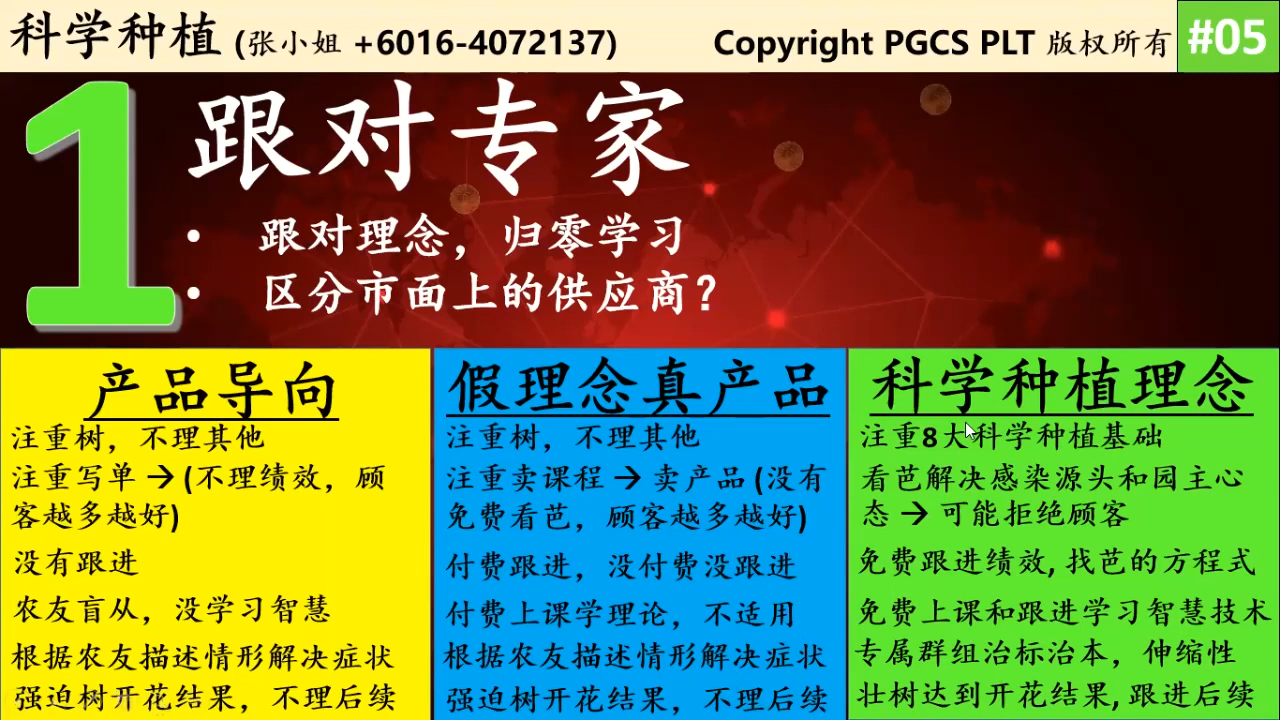 科学种植 (张小姐 +6016-4072137)
Copyright PGCS PLT 版权所有
#05
1
跟对专家
• 跟对理念，归零学习
• 区分市面上的供应商？
产品导向
注重树，不理其他
注重写单 → (不理绩效，顾
客越多越好)
没有跟进
农友盲从，没学习智慧
根据农友描述情形解决症状
强迫树开花结果，不理后续
假理念真产品
注重树，不理其他
注重卖课程 → 卖产品 (没有
免费看芭，顾客越多越好)
付费跟进，没付费没跟进
付费上课学理论，不适用
根据农友描述情形解决症状
强迫树开花结果，不理后续
科学种植理念
注重8大科学种植基础
看芭解决感染源头和园主心
态 → 可能拒绝顾客
免费跟进绩效, 找芭的方程式
免费上课和跟进学习智慧技术
专属群组治标治本，伸缩性
壮树达到开花结果, 跟进后续